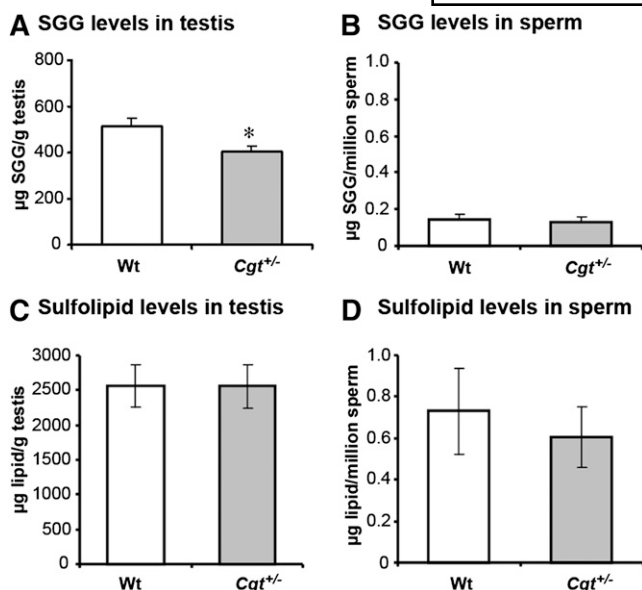 A SGG levels in testis
µg SGG/g testis
800
600
400
200
0
*
Wt
Cgt+/-
B SGG levels in sperm
µg SGG/million sperm
1.0
0.8
0.6
0.4
0.2
0
Wt
Cgt+/-
C Sulfolipid levels in testis
µg lipid/g testis
3000
2500
2000
1500
1000
500
0
Wt
Cgt+/-
D Sulfolipid levels in sperm
µg lipid/million sperm
1.0
0.8
0.6
0.4
0.2
0
Wt
Cgt+/-